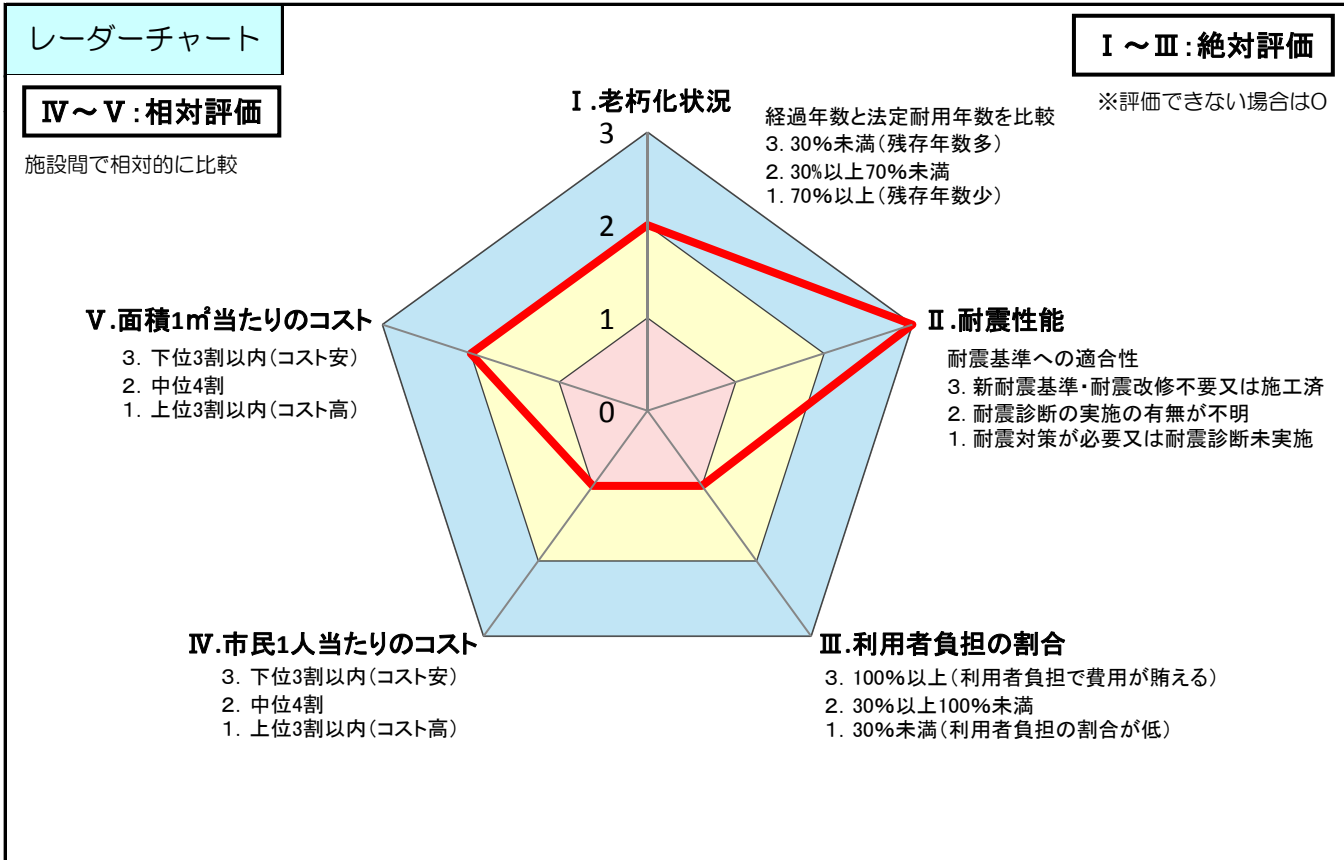 レーダーチャート
Ⅰ～Ⅲ：絶対評価
※評価できない場合は0
Ⅳ～Ⅴ：相対評価
施設間で相対的に比較
Ⅰ.老朽化状況
経過年数と法定耐用年数を比較
3. 30%未満（残存年数多）
2. 30%以上70%未満
1. 70%以上（残存年数少）
3
2
1
0
Ⅱ.耐震性能
耐震基準への適合性
3. 新耐震基準・耐震改修不要又は施工済
2. 耐震診断の実施の有無が不明
1. 耐震対策が必要又は耐震診断未実施
Ⅴ.面積1㎡当たりのコスト
3. 下位3割以内（コスト安）
2. 中位4割
1. 上位3割以内（コスト高）
Ⅳ.市民1人当たりのコスト
3. 下位3割以内（コスト安）
2. 中位4割
1. 上位3割以内（コスト高）
Ⅲ.利用者負担の割合
3. 100%以上（利用者負担で費用が賄える）
2. 30%以上100%未満
1. 30%未満（利用者負担の割合が低）